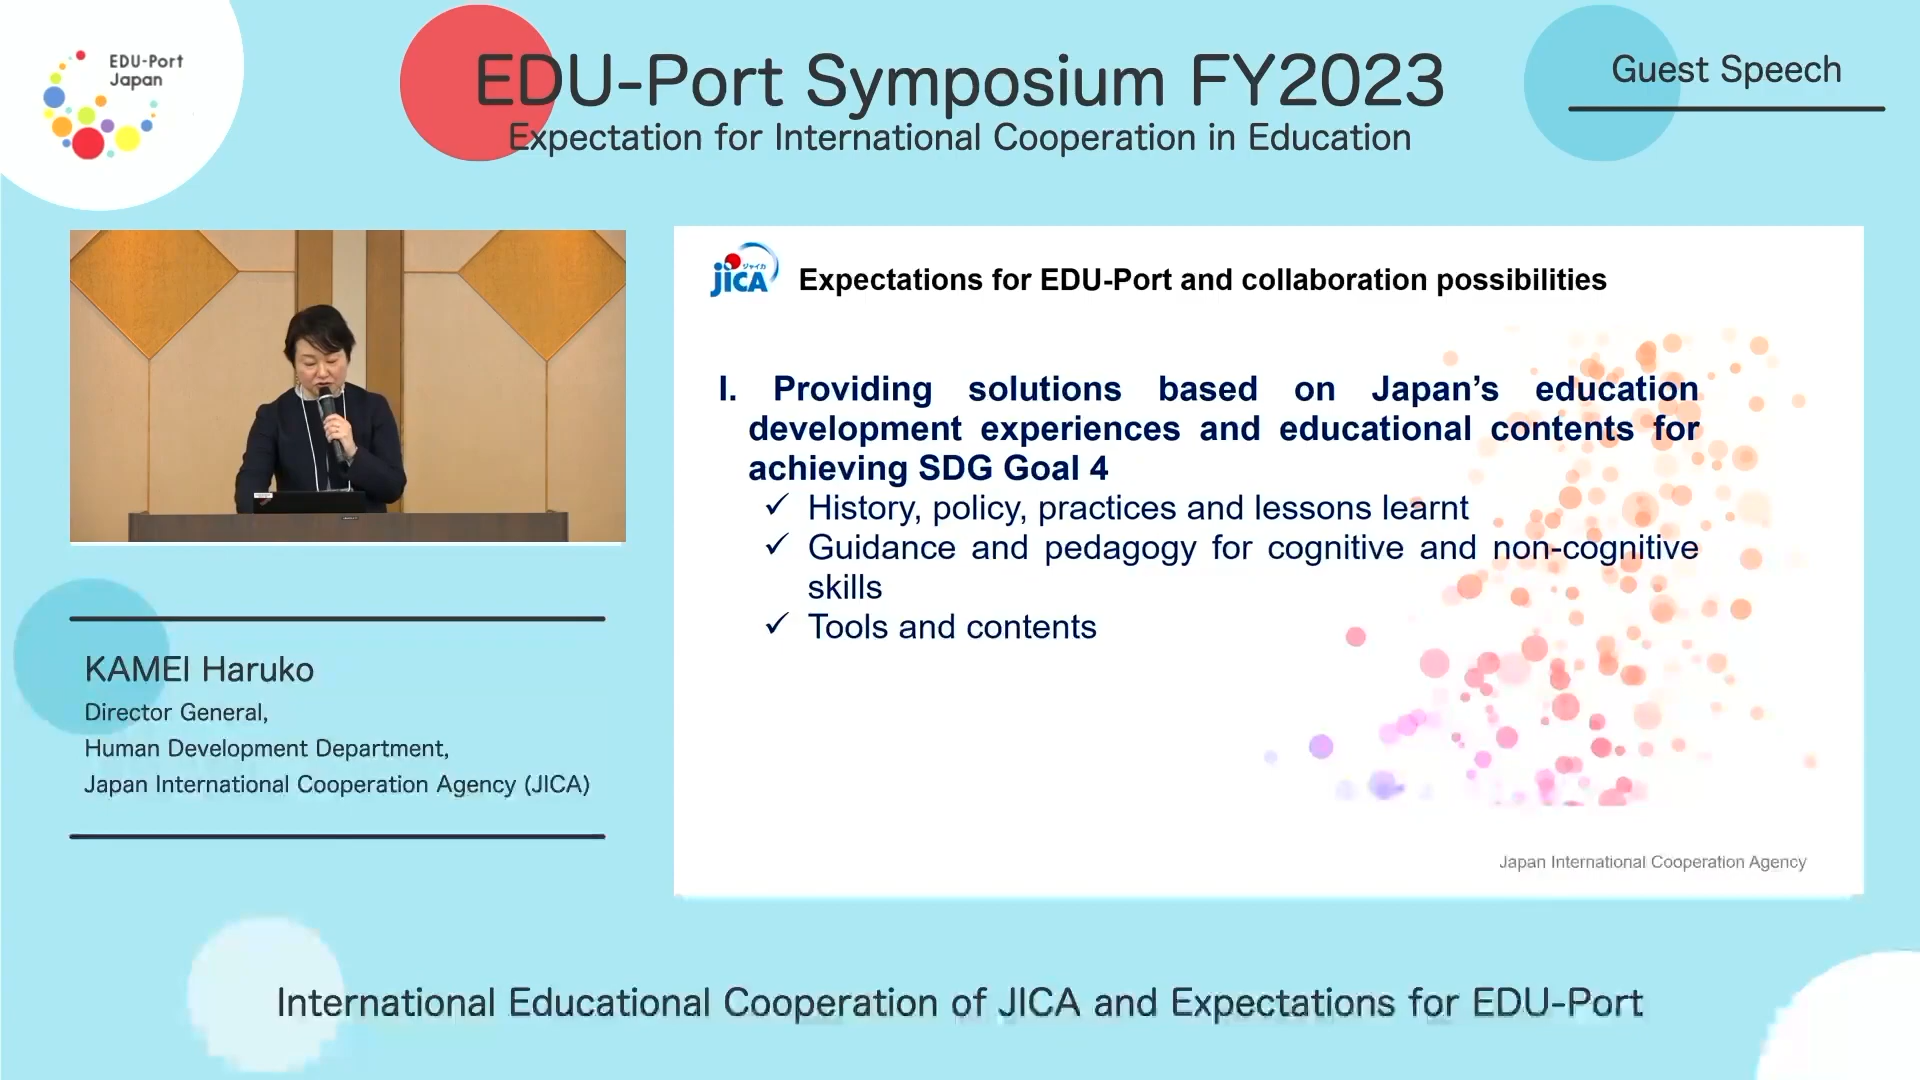 EDU-Port
Japan
EDU-Port Symposium FY2023
Expectation for International Cooperation in Education
Guest Speech
ジャイカ
JICA
Expectations for EDU-Port and collaboration possibilities
I. Providing solutions based on Japan’s education
development experiences and educational contents for
achieving SDG Goal 4
✓ History, policy, practices and lessons learnt
✓ Guidance and pedagogy for cognitive and non-cognitive
skills
✓ Tools and contents
Japan International Cooperation Agency
KAMEI Haruko
Director General,
Human Development Department,
Japan International Cooperation Agency (JICA)
International Educational Cooperation of JICA and Expectations for EDU-Port